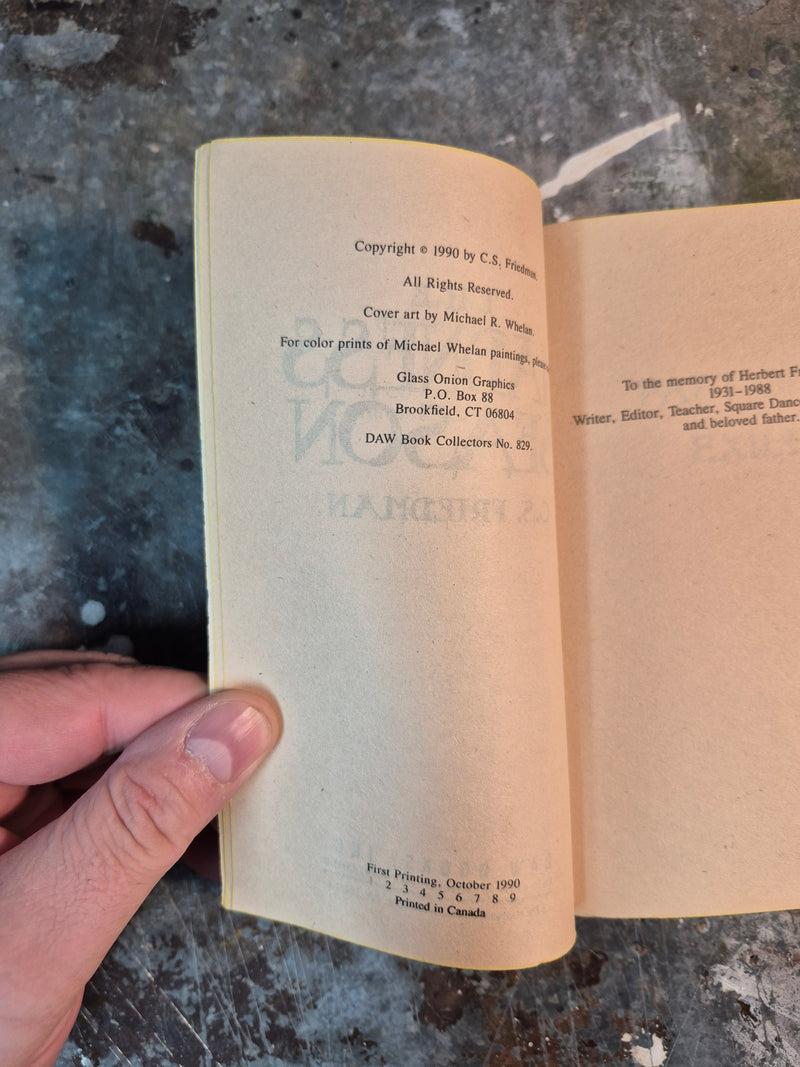 Copyright © 1990 by C.S. Friedman.
All Rights Reserved.
Cover art by Michael R. Whelan.
For color prints of Michael Whelan paintings, please
Glass Onion Graphics
P.O. Box 88
Brookfield, CT 06804
DAW Book Collectors No. 829.
First Printing, October 1990
1 2 3 4 5 6 7 8 9
Printed in Canada
To the memory of Herbert
1931–1988
Writer, Editor, Teacher, Square
and beloved father.